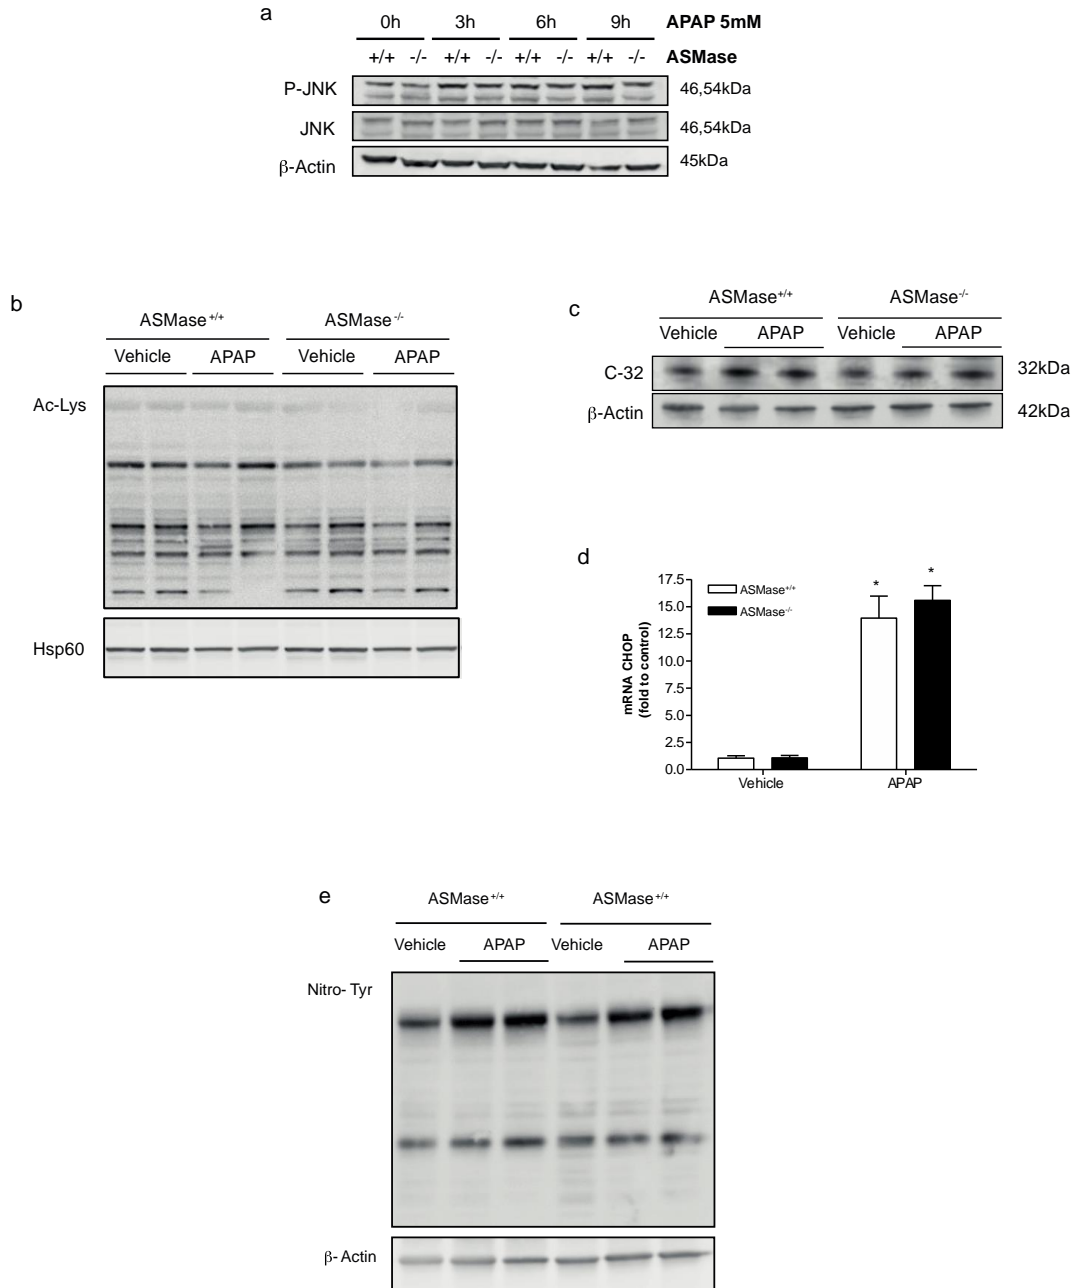 a
0h 3h 6h 9h APAP 5mM
+/+ -/- +/+ -/- +/+ -/- +/+ -/- ASMase
P-JNK 46,54kDa
JNK 46,54kDa
β-Actin 45kDa
b
ASMase+/+ ASMase-/-
Vehicle APAP Vehicle APAP
Ac-Lys
Hsp60
c
ASMase+/+ ASMase-/-
Vehicle APAP Vehicle APAP
C-32 32kDa
β-Actin 42kDa
d
mRNA CHOP
(fold to control)
17.5
15.0
12.5
10.0
7.5
5.0
2.5
0.0
ASMase+/+
ASMase-/-
* *
Vehicle APAP
e
ASMase+/+ ASMase+/+
Vehicle APAP Vehicle APAP
Nitro- Tyr
β- Actin